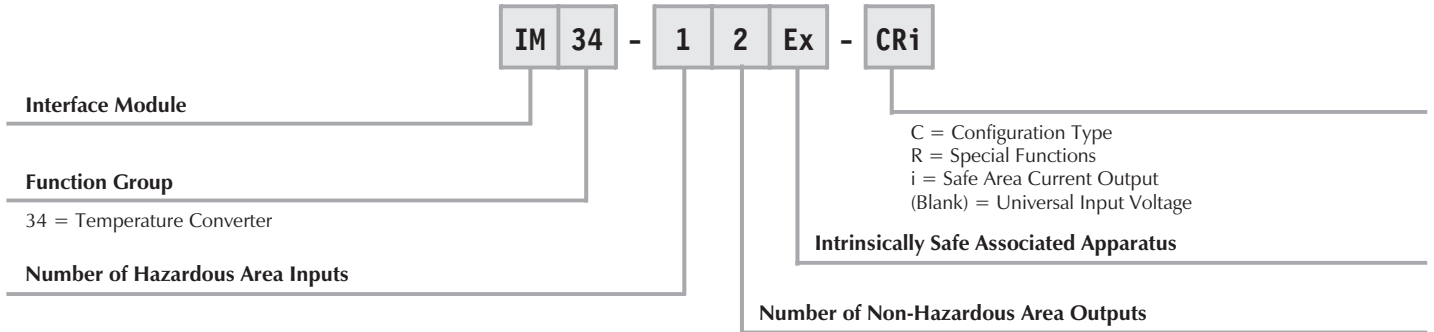 IM 34 - 1 2 Ex - CRi
Interface Module
C = Configuration Type
R = Special Functions
i = Safe Area Current Output
(Blank) = Universal Input Voltage
Function Group
34 = Temperature Converter
Intrinsically Safe Associated Apparatus
Number of Hazardous Area Inputs
Number of Non-Hazardous Area Outputs